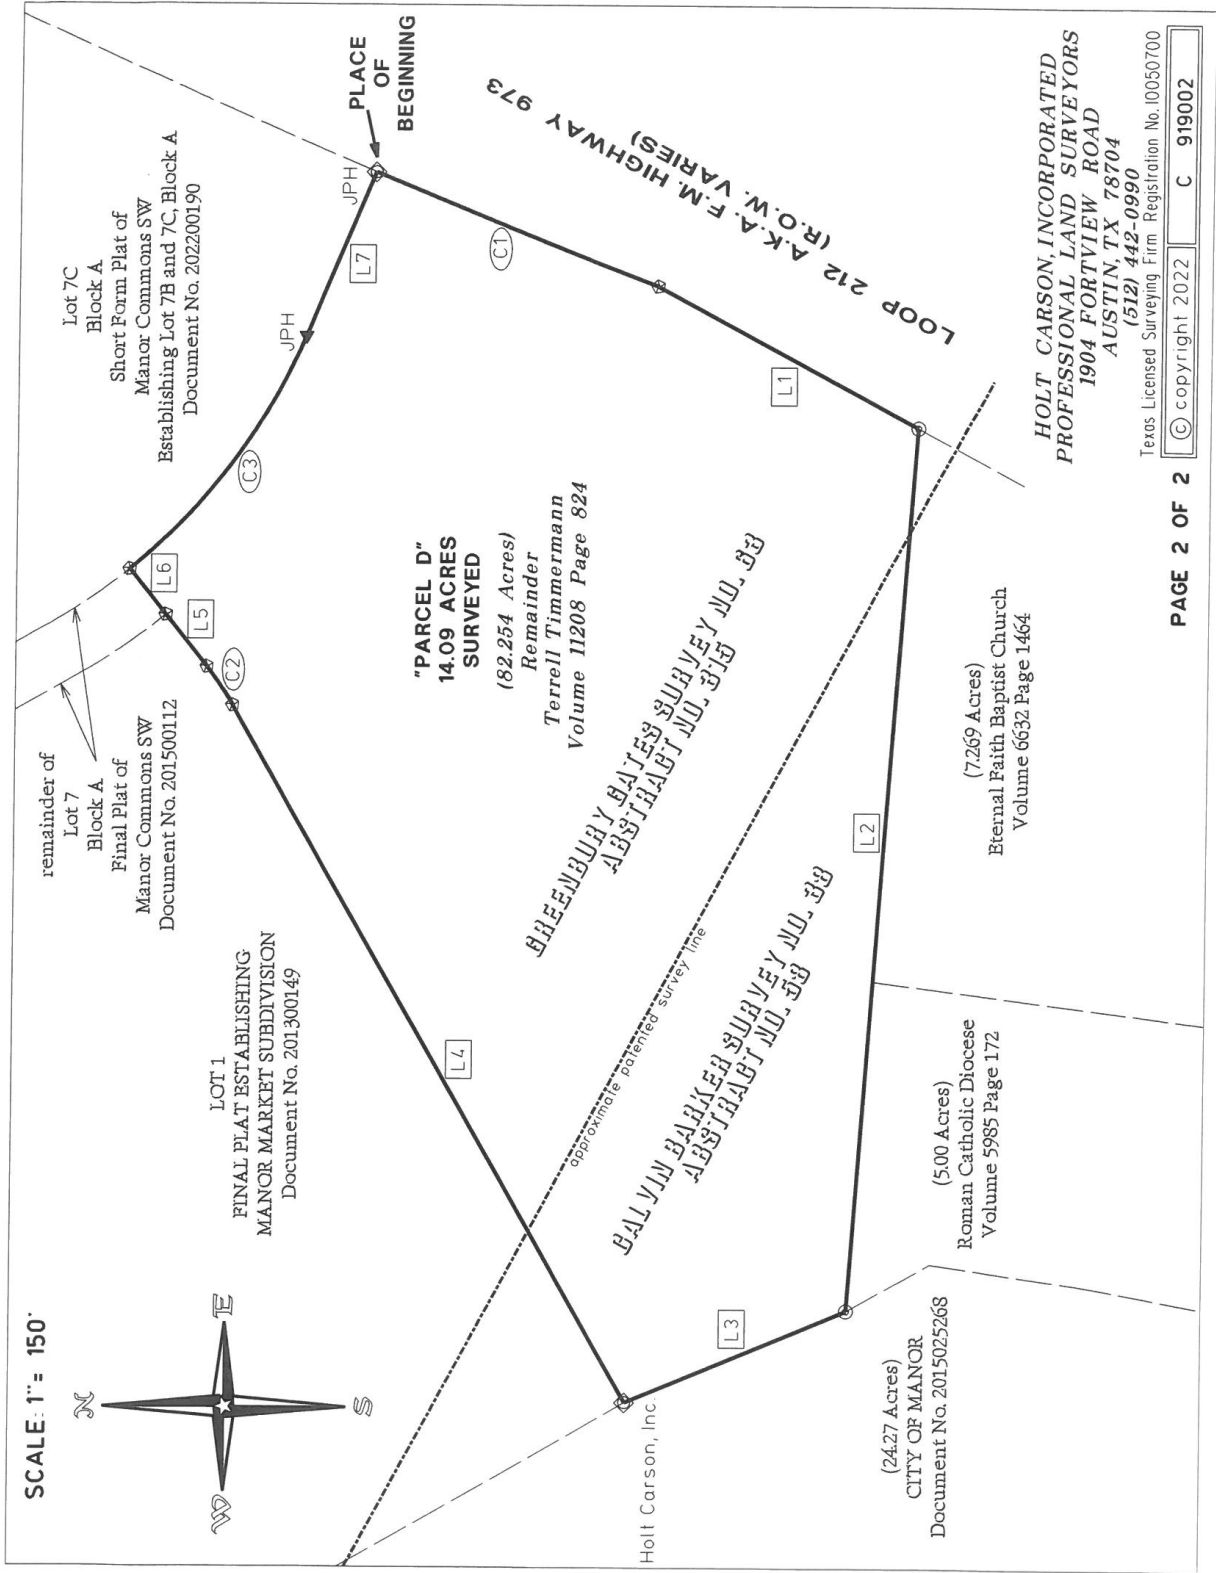 SCALE: 1" = 150'
N
W
E
S
remainder of
Lot 7
Block A
Final Plat of
Manor Commons SW
Document No. 201500112
Lot 7C
Block A
Short Form Plat of
Manor Commons SW
Establishing Lot 7B and 7C, Block A
Document No. 202200190
LOT 1
FINAL PLAT ESTABLISHING
MANOR MARKET SUBDIVISION
Document No. 201300149
L6
L5
C2
C3
JPH
L7
JPH
PLACE
OF
BEGINNING
C1
LOOP 212 A.K.A. F.M. HIGHWAY 973
(R.O.W. VARIES)
"PARCEL D"
14.09 ACRES
SURVEYED
(82.254 Acres)
Remainder
Terrell Timmermann
Volume 11208 Page 824
L4
L1
GREENBURY GATES SURVEY NO. 63
ABSTRACT NO. 315
approximate patented survey line
CALVIN BARKER SURVEY NO. 38
ABSTRACT NO. 58
Holt Carson, Inc.
L3
L2
(24.27 Acres)
CITY OF MANOR
Document No. 2015025268
(5.00 Acres)
Roman Catholic Diocese
Volume 5985 Page 172
(7.269 Acres)
Eternal Faith Baptist Church
Volume 6632 Page 1464
HOLT CARSON, INCORPORATED
PROFESSIONAL LAND SURVEYORS
1904 FORTVIEW ROAD
AUSTIN, TX 78704
(512) 442-0990
Texas Licensed Surveying Firm Registration No. 10050700
PAGE 2 OF 2
© copyright 2022
C 919002